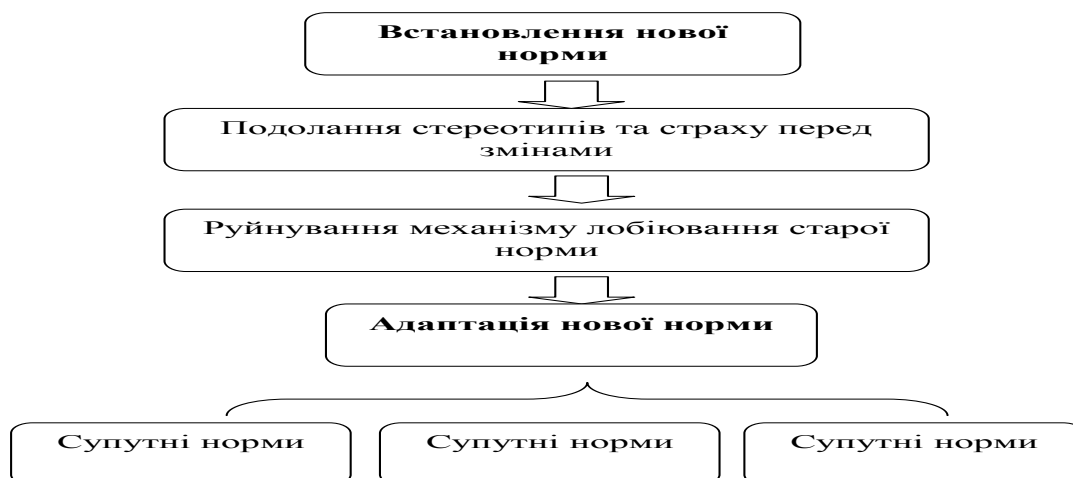 Встановлення нової
норми
Подолання стереотипів та страху перед
змінами
Руйнування механізму лобіювання старої
норми
Адаптація нової норми
Супутні норми
Супутні норми
Супутні норми